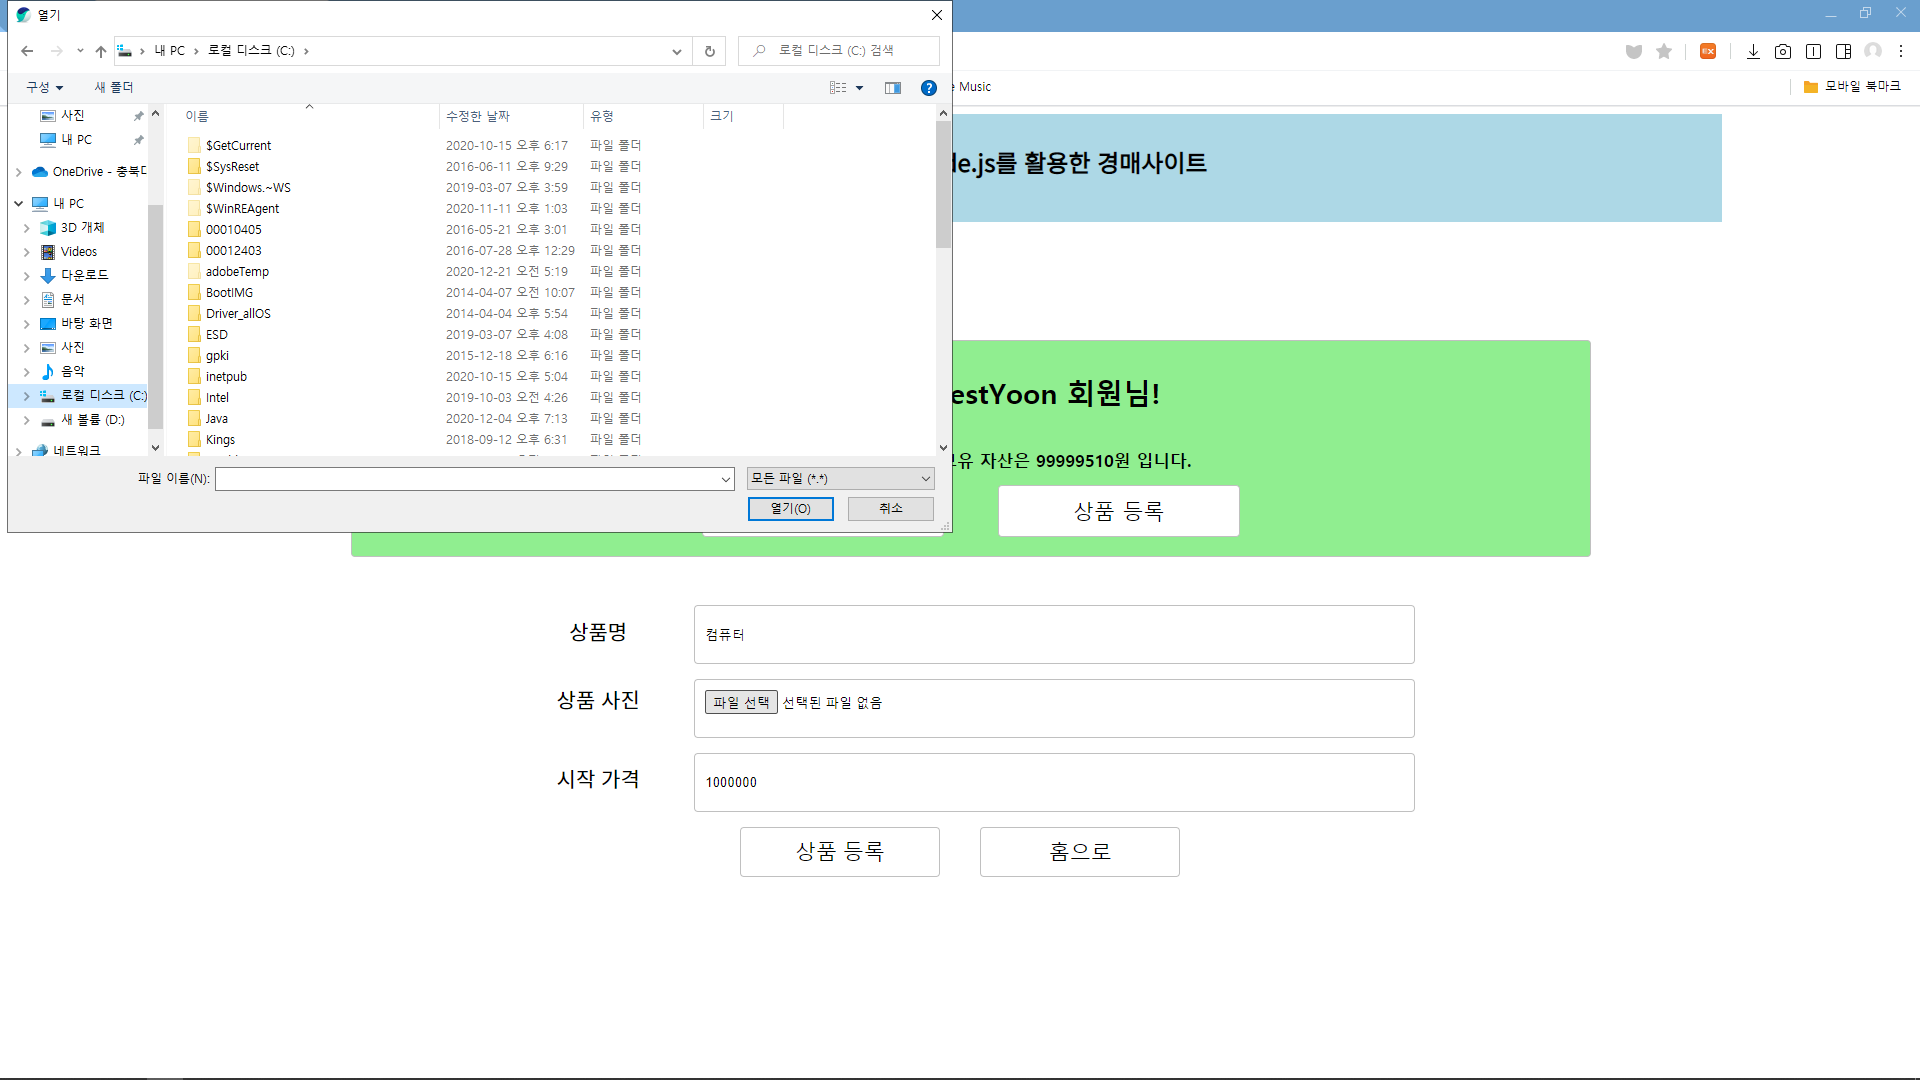 열기
내 PC > 로컬 디스크 (C:) >
로컬 디스크 (C:) 검색
구성
새 폴더
EX
e Music
모바일 북마크
사진
내 PC
OneDrive - 충북
내 PC
3D 개체
Videos
다운로드
문서
바탕 화면
사진
음악
로컬 디스크 (C:)
새 볼륨 (D:)
네트워크
이름 수정한 날짜 유형 크기
$GetCurrent 2020-10-15 오후 6:17 파일 폴더
$SysReset 2016-06-11 오후 9:29 파일 폴더
$Windows.~WS 2019-03-07 오후 3:59 파일 폴더
$WinREAgent 2020-11-11 오후 1:03 파일 폴더
00010405 2016-05-21 오후 3:01 파일 폴더
00012403 2016-07-28 오후 12:29 파일 폴더
adobeTemp 2020-12-21 오전 5:19 파일 폴더
BootIMG 2014-04-07 오전 10:07 파일 폴더
Driver_allOS 2014-04-04 오후 5:54 파일 폴더
ESD 2019-03-07 오후 4:08 파일 폴더
gpki 2015-12-18 오후 6:16 파일 폴더
inetpub 2020-10-15 오후 5:04 파일 폴더
Intel 2019-10-03 오전 4:26 파일 폴더
Java 2020-12-04 오후 7:13 파일 폴더
Kings 2018-09-12 오후 6:31 파일 폴더
파일 이름(N):
모든 파일 (*.*)
열기(O)
취소
de.js를 활용한 경매사이트
estYoon 회원님!
유 자산은 99999510원 입니다.
상품 등록
상품명
컴퓨터
상품 사진
파일 선택 선택된 파일 없음
시작 가격
1000000
상품 등록
홈으로